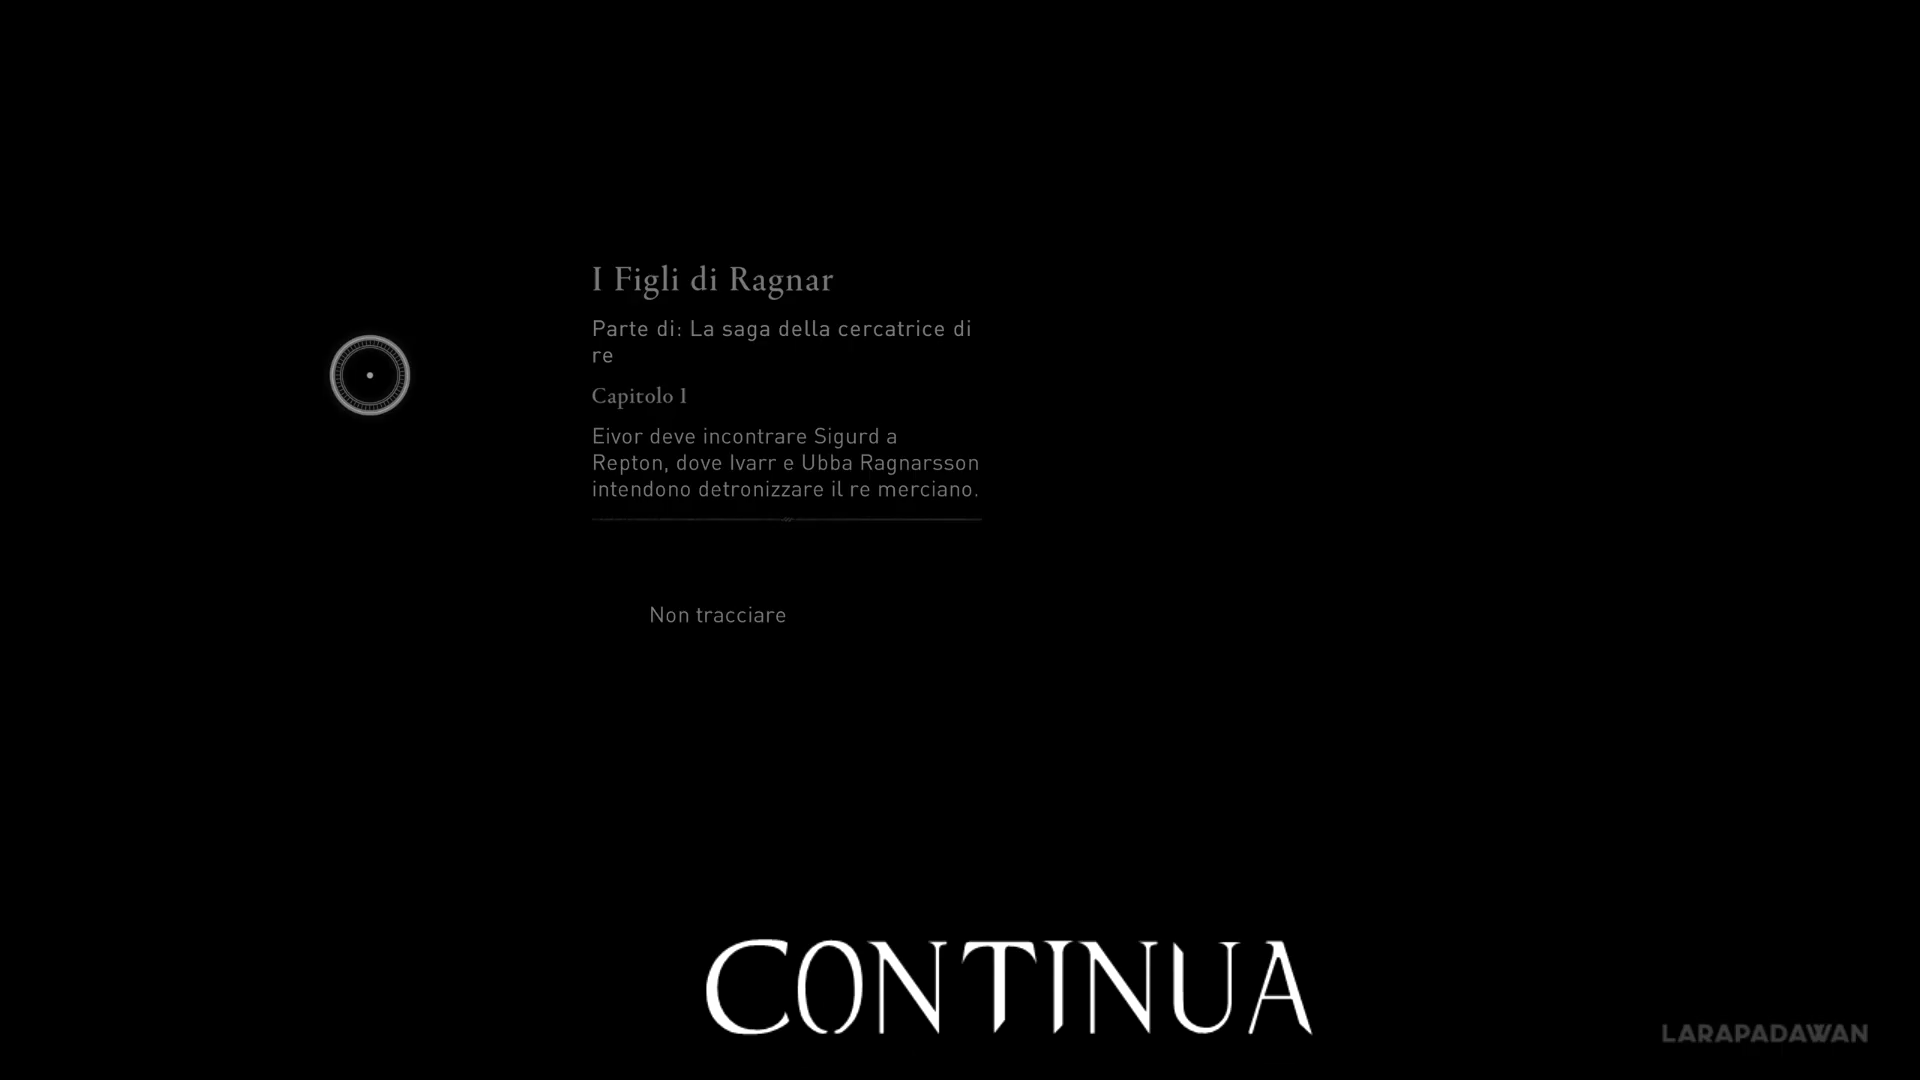 I Figli di Ragnar
Parte di: La saga della cercatrice di
re
Capitolo I
Eivor deve incontrare Sigurd a
Repton, dove Ivarr e Ubba Ragnarsson
intendono detronizzare il re merciano.
Non tracciare
CONTINUA
LARAPADAWAN